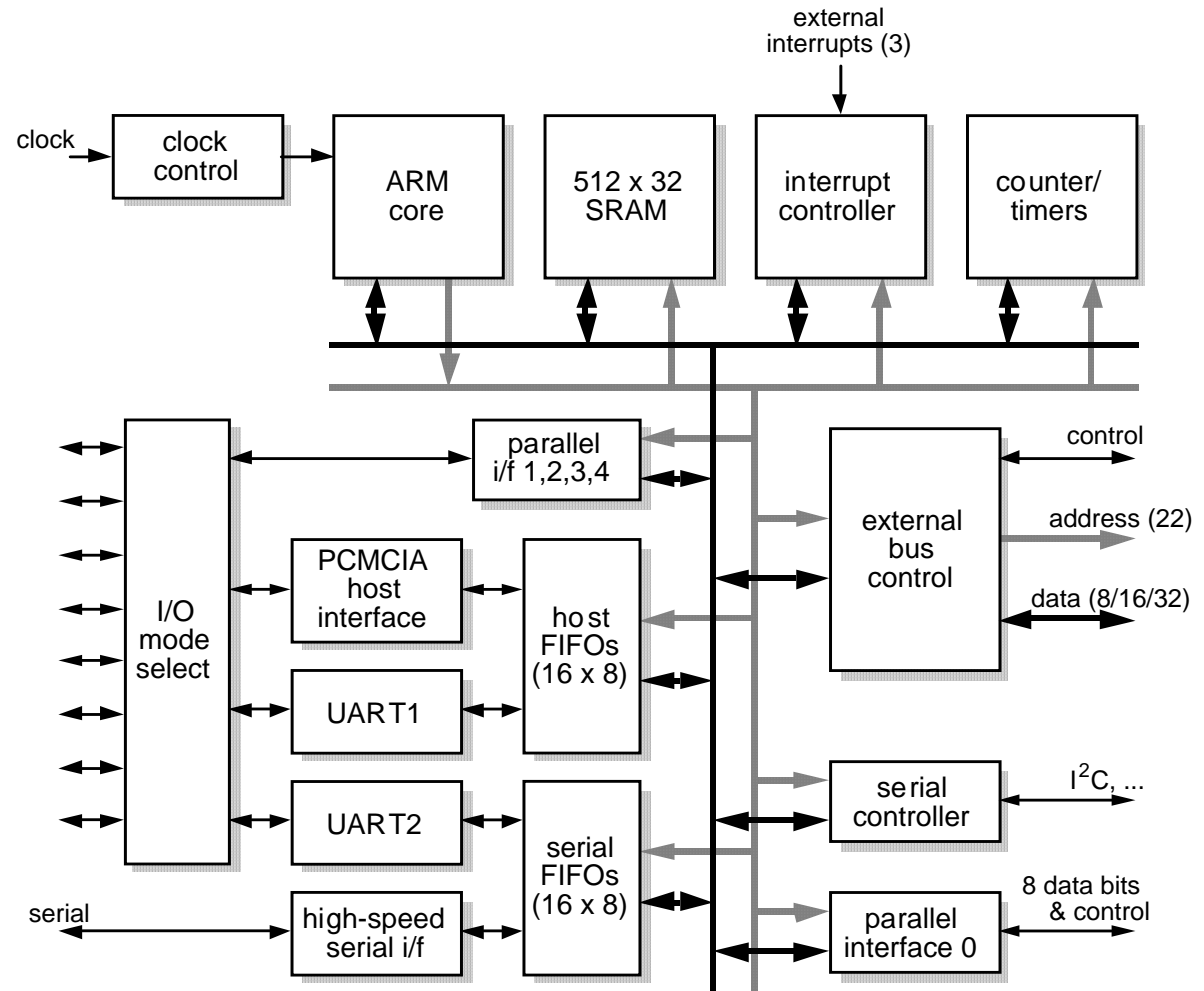 external
interrupts (3)
clock
clock
control
ARM
core
512 x 32
SRAM
interrupt
controller
counter/
timers
parallel
i/f 1,2,3,4
control
external
bus
control
address (22)
data (8/16/32)
I/O
mode
select
PCMCIA
host
interface
host
FIFOs
(16 x 8)
UART1
UART2
serial
FIFOs
(16 x 8)
serial
controller
I²C, ...
serial
high-speed
serial i/f
parallel
interface 0
8 data bits
& control